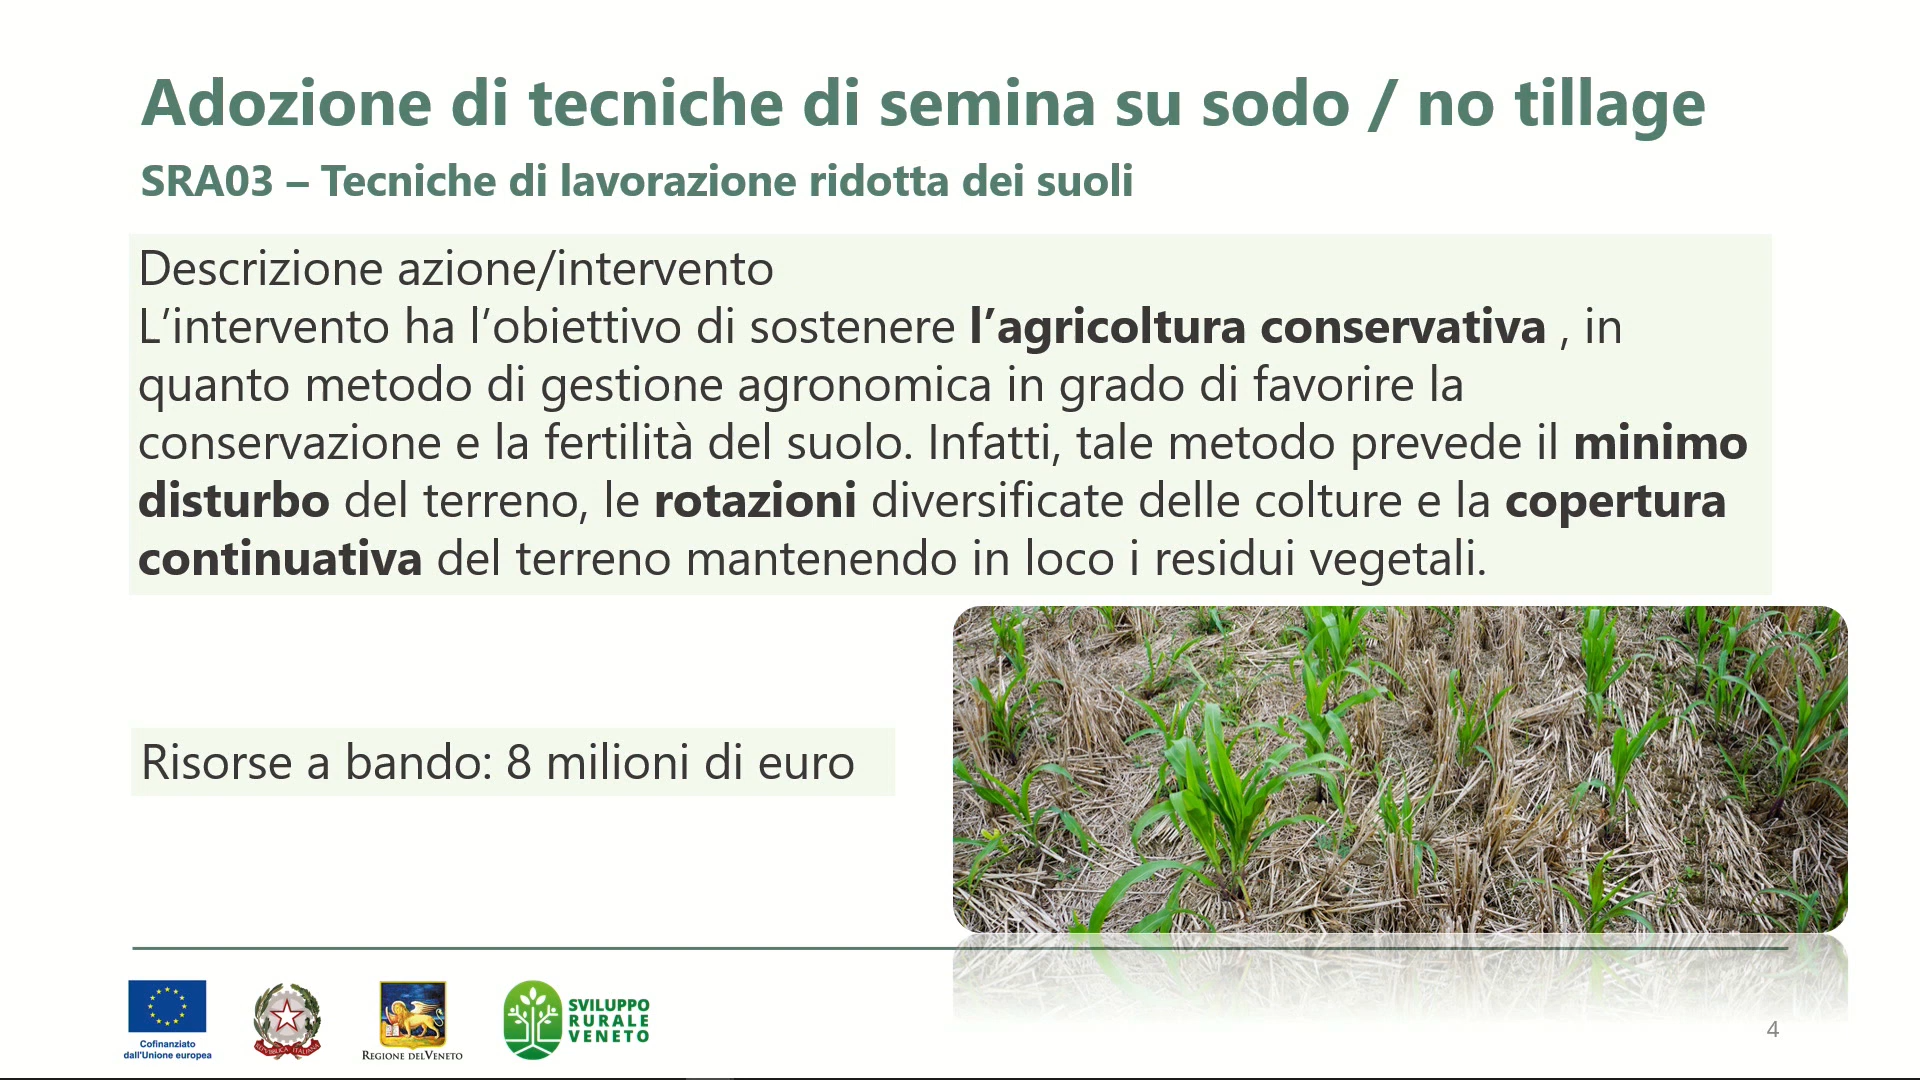 Adozione di tecniche di semina su sodo / no tillage
SRA03 – Tecniche di lavorazione ridotta dei suoli
Descrizione azione/intervento
L’intervento ha l’obiettivo di sostenere l’agricoltura conservativa , in
quanto metodo di gestione agronomica in grado di favorire la
conservazione e la fertilità del suolo. Infatti, tale metodo prevede il minimo
disturbo del terreno, le rotazioni diversificate delle colture e la copertura
continuativa del terreno mantenendo in loco i residui vegetali.
Risorse a bando: 8 milioni di euro
Cofinanziato
dall'Unione europea
REPVBBLICA ITALIANA
REGIONE DEL VENETO
SVILUPPO
RURALE
VENETO
4